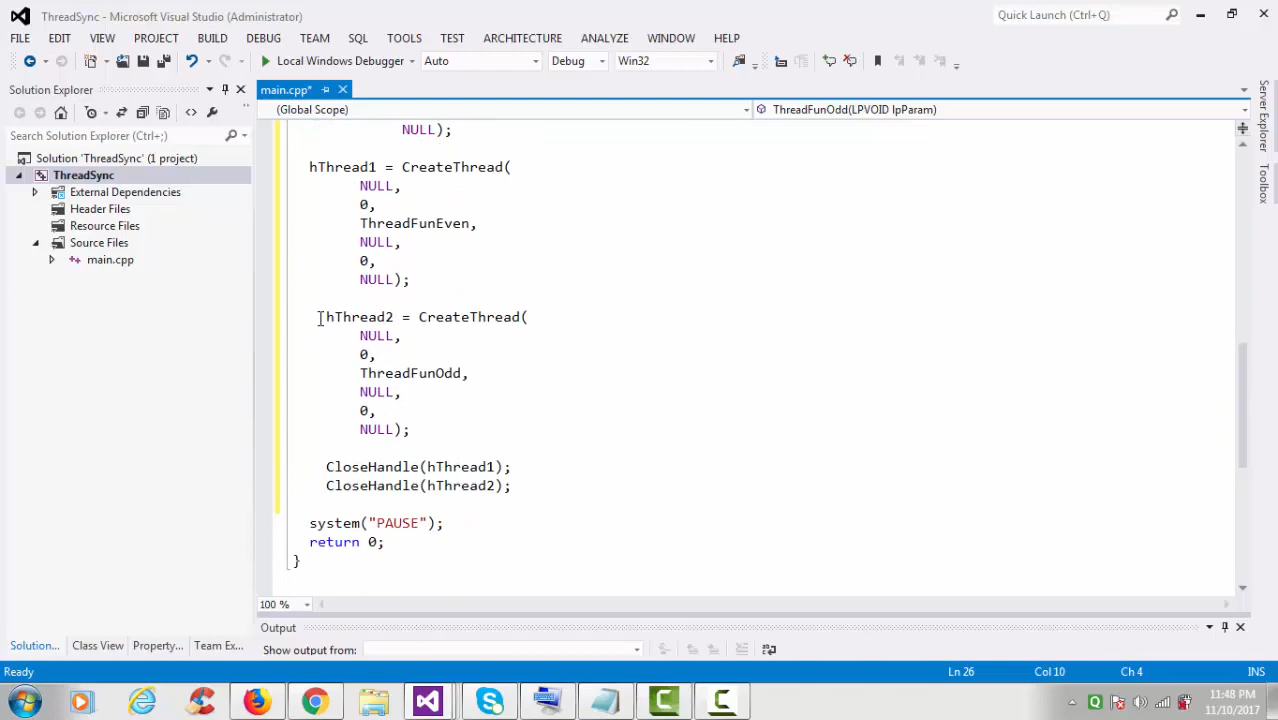 ThreadSync - Microsoft Visual Studio (Administrator)
Quick Launch (Ctrl+Q)
FILE EDIT VIEW PROJECT BUILD DEBUG TEAM SQL TOOLS TEST ARCHITECTURE ANALYZE WINDOW HELP
Local Windows Debugger Auto Debug Win32
Solution Explorer
main.cpp*
(Global Scope) ThreadFunOdd(LPVOID lpParam)
Search Solution Explorer (Ctrl+;)
Solution 'ThreadSync' (1 project)
ThreadSync
External Dependencies
Header Files
Resource Files
Source Files
main.cpp
NULL);
hThread1 = CreateThread(
NULL,
0,
ThreadFunEven,
NULL,
0,
NULL);
hThread2 = CreateThread(
NULL,
0,
ThreadFunOdd,
NULL,
0,
NULL);
CloseHandle(hThread1);
CloseHandle(hThread2);
system("PAUSE");
return 0;
}
100 %
Server Explorer
Toolbox
Solution... Class View Property... Team Ex...
Output
Show output from:
Ready Ln 26 Col 10 Ch 4 INS
11:48 PM
11/10/2017